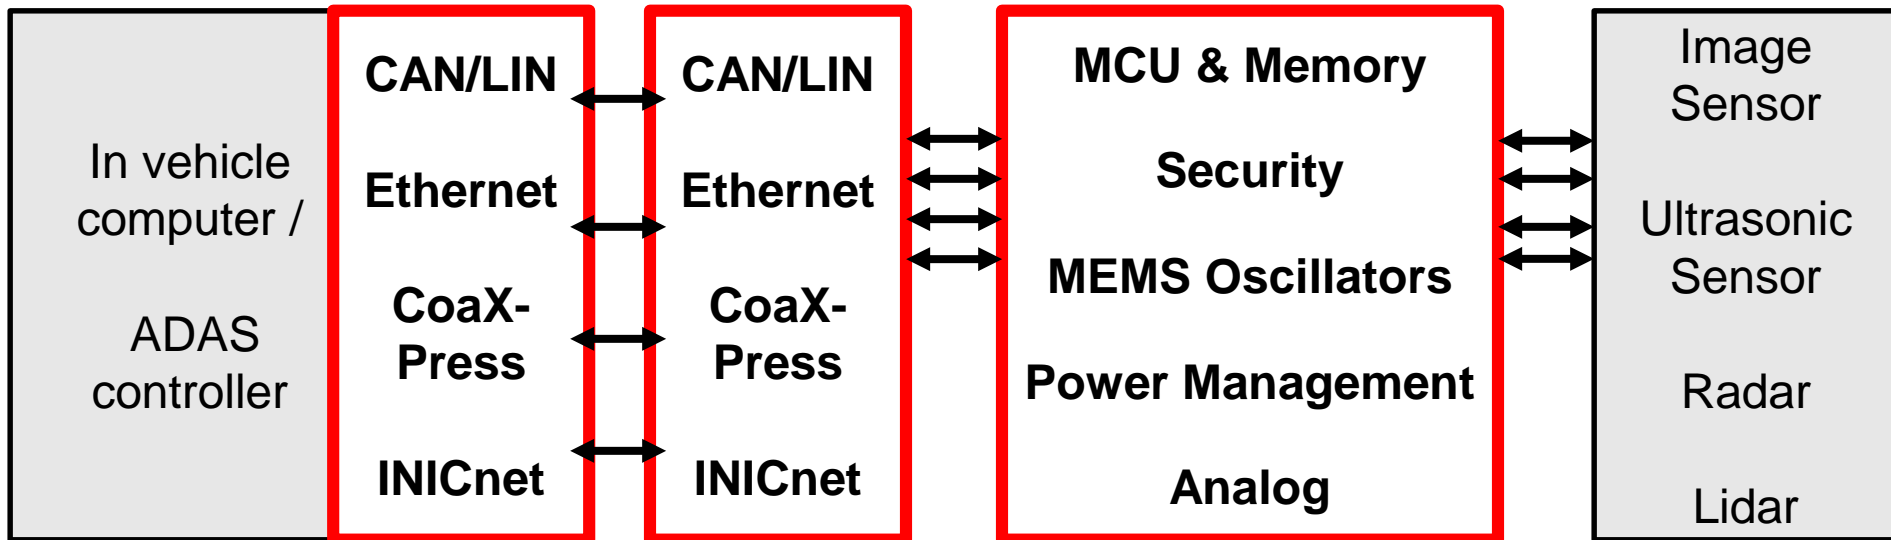 In vehicle
computer /
ADAS
controller
CAN/LIN
Ethernet
CoaX-
Press
INICnet
CAN/LIN
Ethernet
CoaX-
Press
INICnet
MCU & Memory
Security
MEMS Oscillators
Power Management
Analog
Image
Sensor
Ultrasonic
Sensor
Radar
Lidar